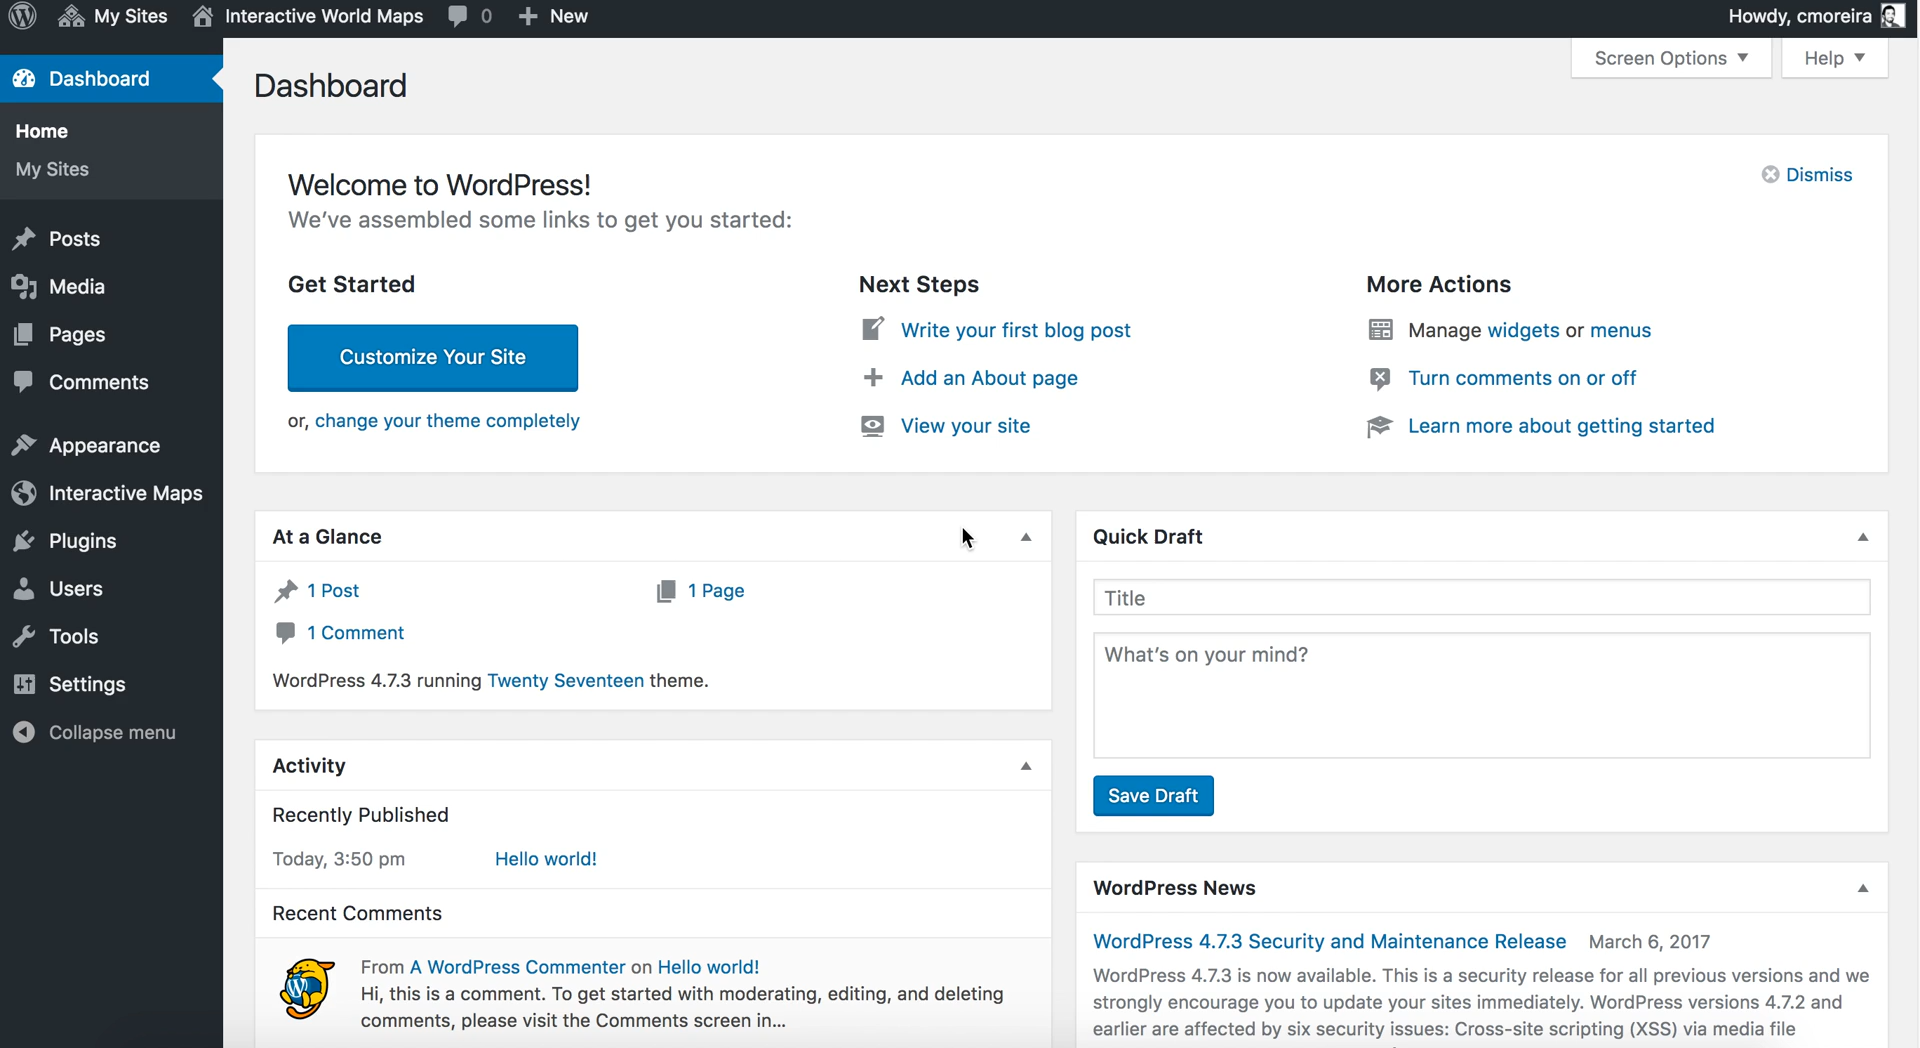 My Sites
Interactive World Maps
0
New
Howdy, cmoreira
Dashboard
Home
My Sites
Posts
Media
Pages
Comments
Appearance
Interactive Maps
Plugins
Users
Tools
Settings
Collapse menu
Screen Options
Help
Dashboard
Welcome to WordPress!
We've assembled some links to get you started:
Dismiss
Get Started
Customize Your Site
or, change your theme completely
Next Steps
Write your first blog post
Add an About page
View your site
More Actions
Manage widgets or menus
Turn comments on or off
Learn more about getting started
At a Glance
1 Post
1 Page
1 Comment
WordPress 4.7.3 running Twenty Seventeen theme.
Activity
Recently Published
Today, 3:50 pm
Hello world!
Recent Comments
From A WordPress Commenter on Hello world!
Hi, this is a comment. To get started with moderating, editing, and deleting
comments, please visit the Comments screen in...
Quick Draft
Title
What's on your mind?
Save Draft
WordPress News
WordPress 4.7.3 Security and Maintenance Release March 6, 2017
WordPress 4.7.3 is now available. This is a security release for all previous versions and we
strongly encourage you to update your sites immediately. WordPress versions 4.7.2 and
earlier are affected by six security issues: Cross-site scripting (XSS) via media file